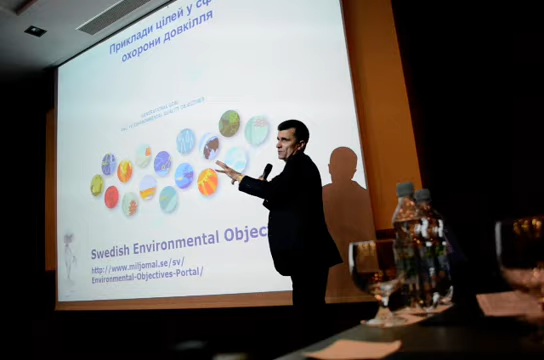 Приклади цілей у сф
охорони довкілля
Swedish Environmental Objec
http://www.miljomal.se/sv/
Environmental-Objectives-Portal/